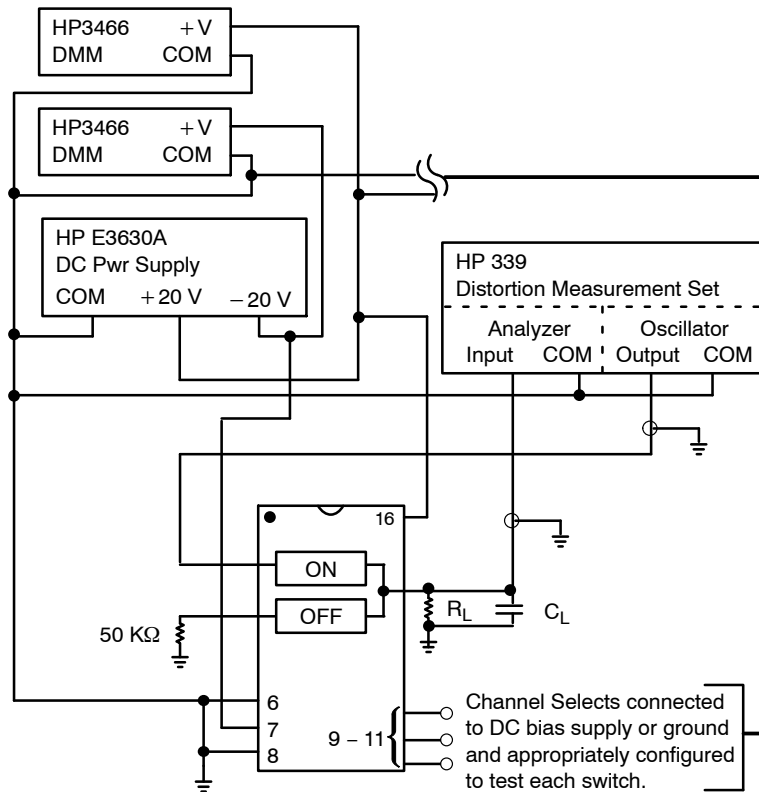 HP3466 +V
DMM COM
HP3466 +V
DMM COM
HP E3630A
DC Pwr Supply
COM +20 V −20 V
HP 339
Distortion Measurement Set
Analyzer Oscillator
Input COM Output COM
16
ON
OFF
50 KΩ
RL
CL
6
7
8
9 − 11
Channel Selects connected
to DC bias supply or ground
and appropriately configured
to test each switch.